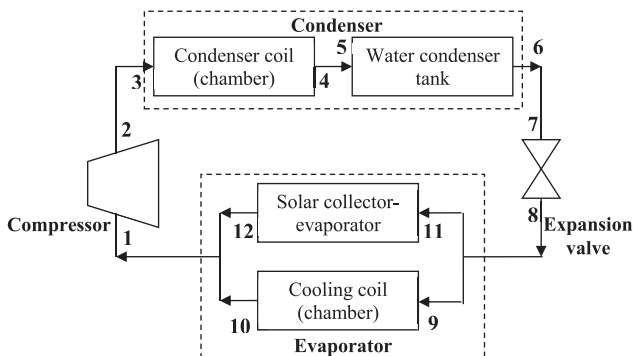 Condenser
Condenser coil
(chamber)
Water condenser
tank
3
4
5
6
2
7
Compressor
1
8
Expansion
valve
Solar collector-
evaporator
12
11
Cooling coil
(chamber)
10
9
Evaporator